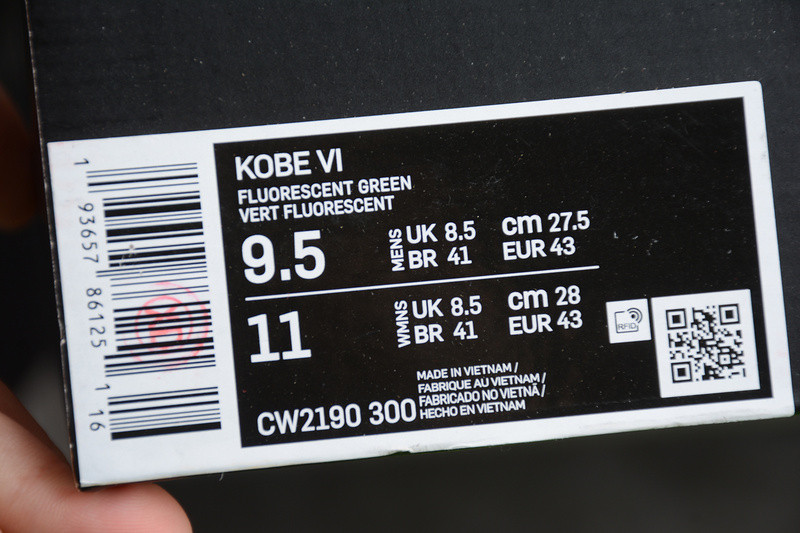 KOBE VI
FLUORESCENT GREEN
VERT FLUORESCENT
9.5
MENS
UK 8.5
BR 41
cm 27.5
EUR 43
11
WMNS
UK 8.5
BR 41
cm 28
EUR 43
RFID
CW2190 300
MADE IN VIETNAM /
FABRIQUE AU VIETNAM /
FABRICADO NO VIETNÃ /
HECHO EN VIETNAM
1 93657 86125 1 16